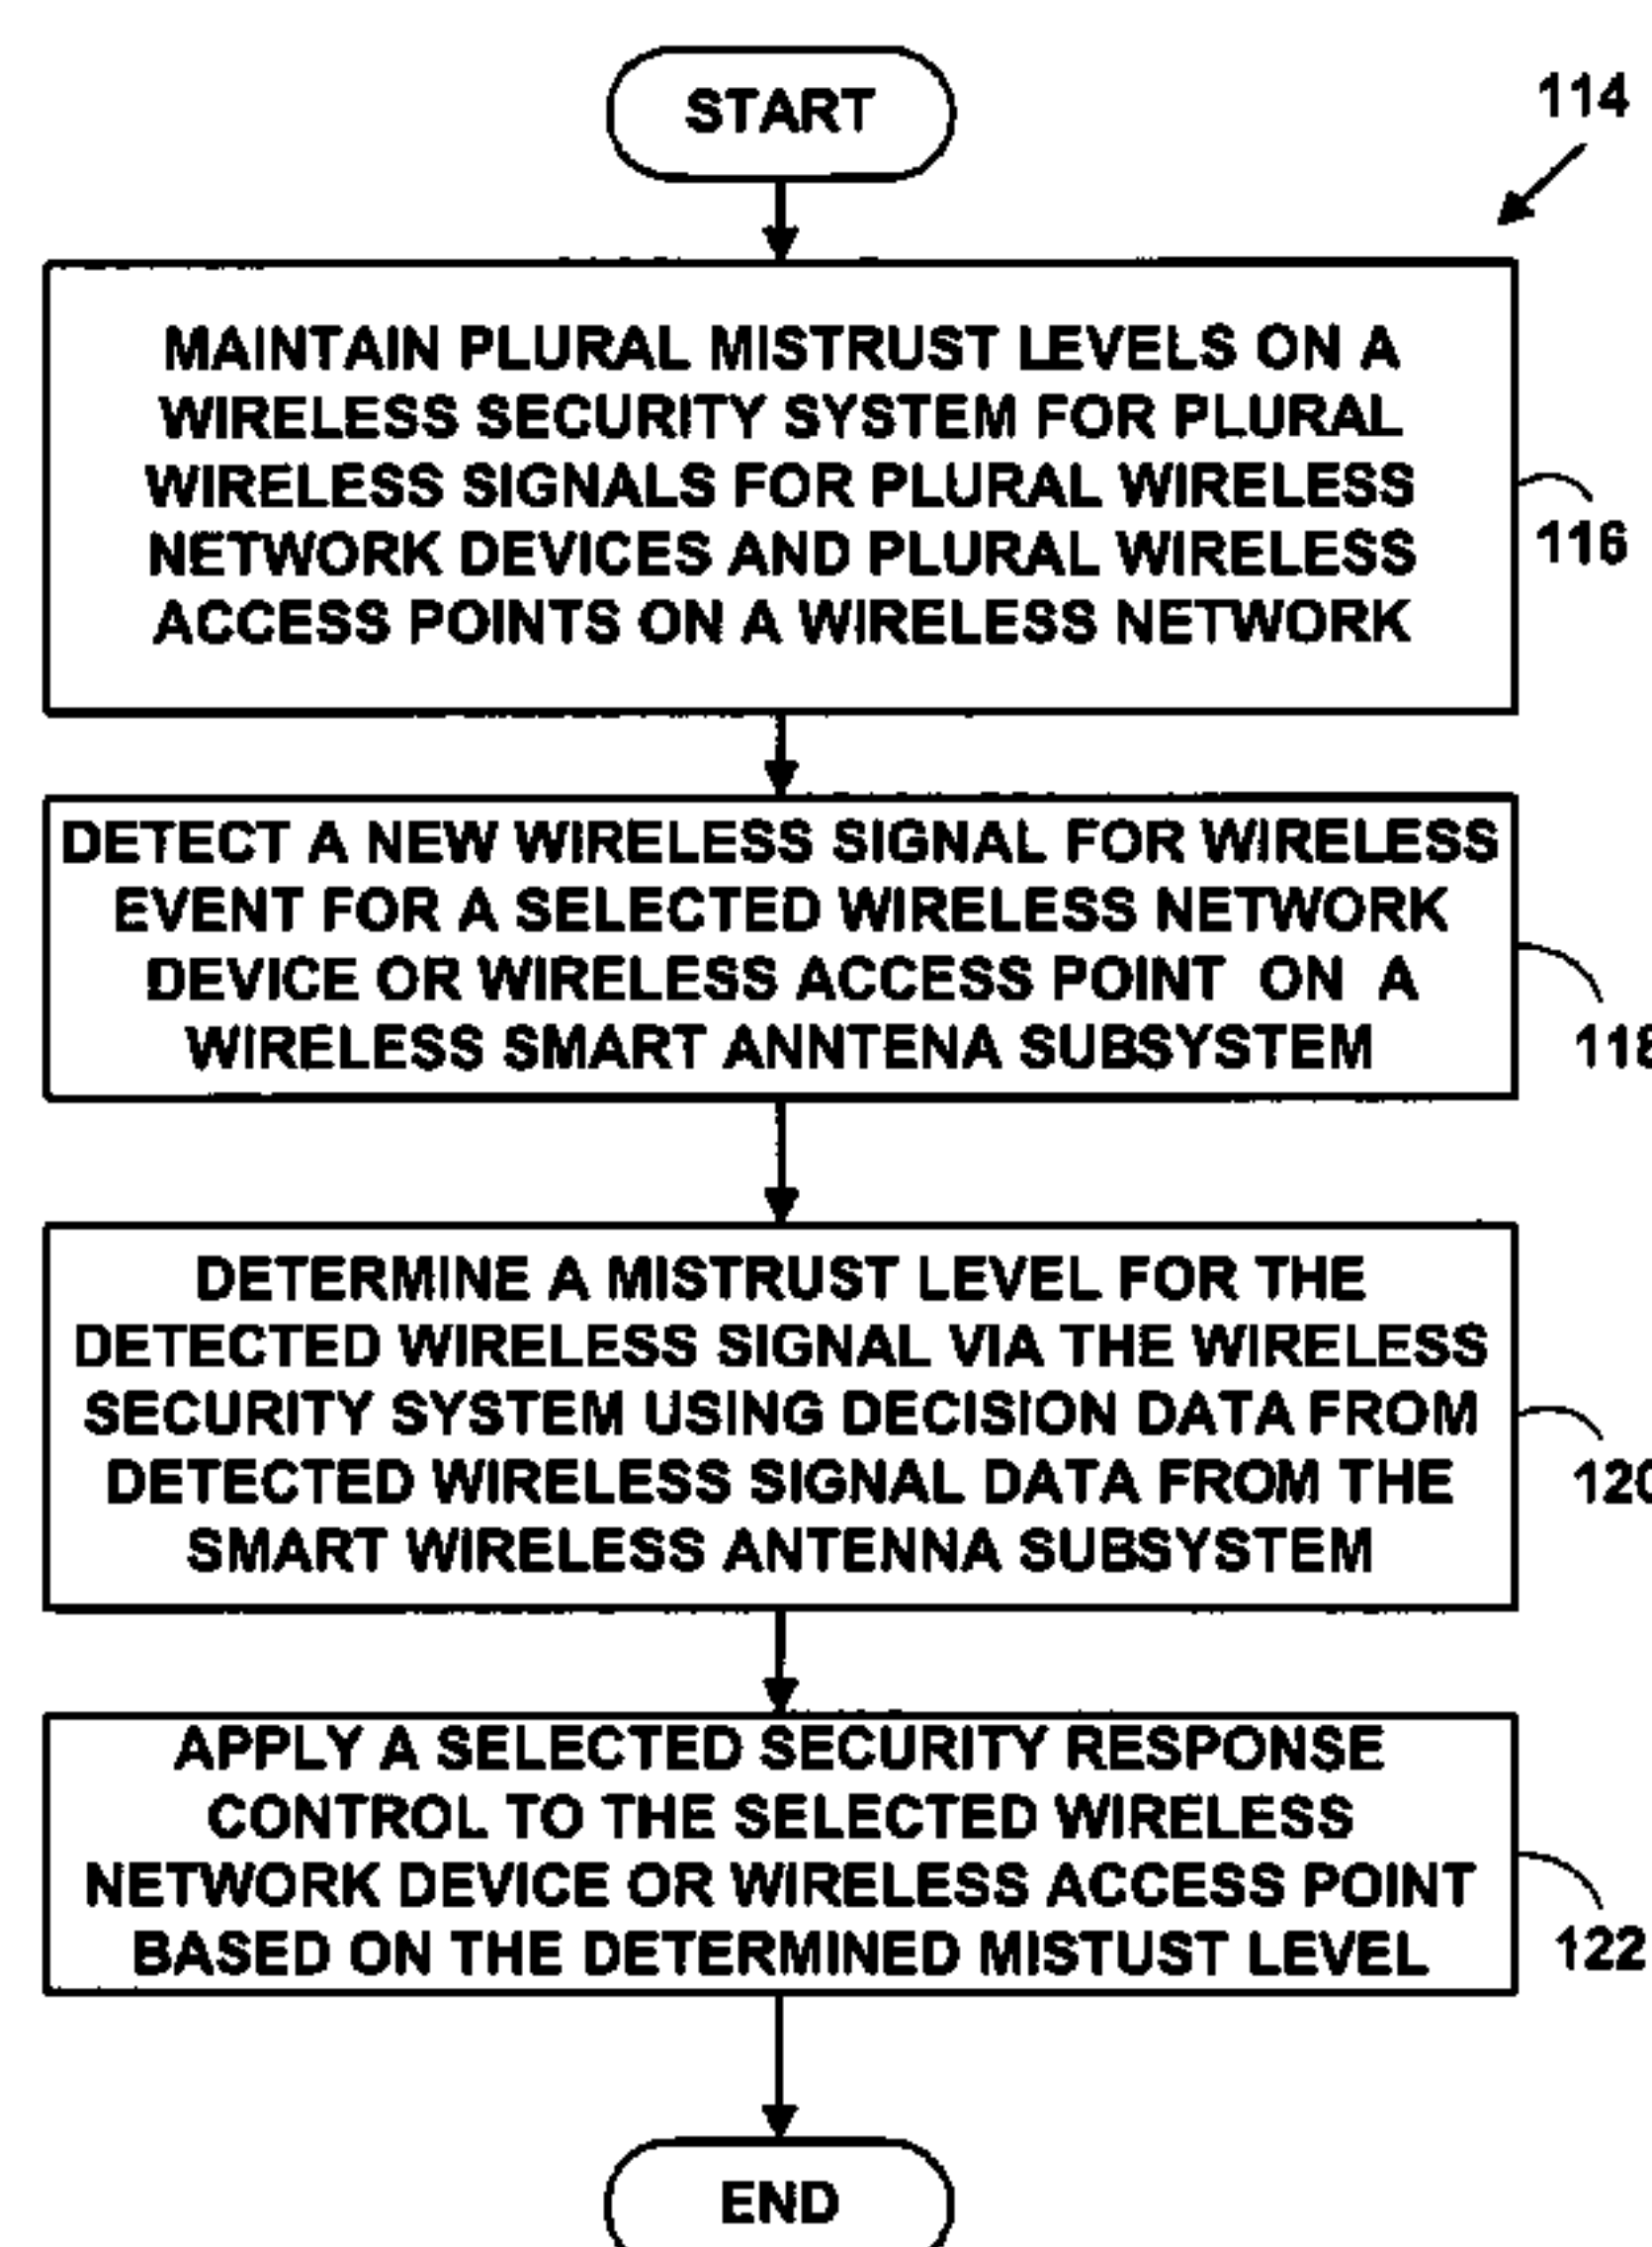 START
114
MAINTAIN PLURAL MISTRUST LEVELS ON A
WIRELESS SECURITY SYSTEM FOR PLURAL
WIRELESS SIGNALS FOR PLURAL WIRELESS
NETWORK DEVICES AND PLURAL WIRELESS
ACCESS POINTS ON A WIRELESS NETWORK
116
DETECT A NEW WIRELESS SIGNAL FOR WIRELESS
EVENT FOR A SELECTED WIRELESS NETWORK
DEVICE OR WIRELESS ACCESS POINT ON A
WIRELESS SMART ANNTENA SUBSYSTEM
118
DETERMINE A MISTRUST LEVEL FOR THE
DETECTED WIRELESS SIGNAL VIA THE WIRELESS
SECURITY SYSTEM USING DECISION DATA FROM
DETECTED WIRELESS SIGNAL DATA FROM THE
SMART WIRELESS ANTENNA SUBSYSTEM
120
APPLY A SELECTED SECURITY RESPONSE
CONTROL TO THE SELECTED WIRELESS
NETWORK DEVICE OR WIRELESS ACCESS POINT
BASED ON THE DETERMINED MISTUST LEVEL
122
END